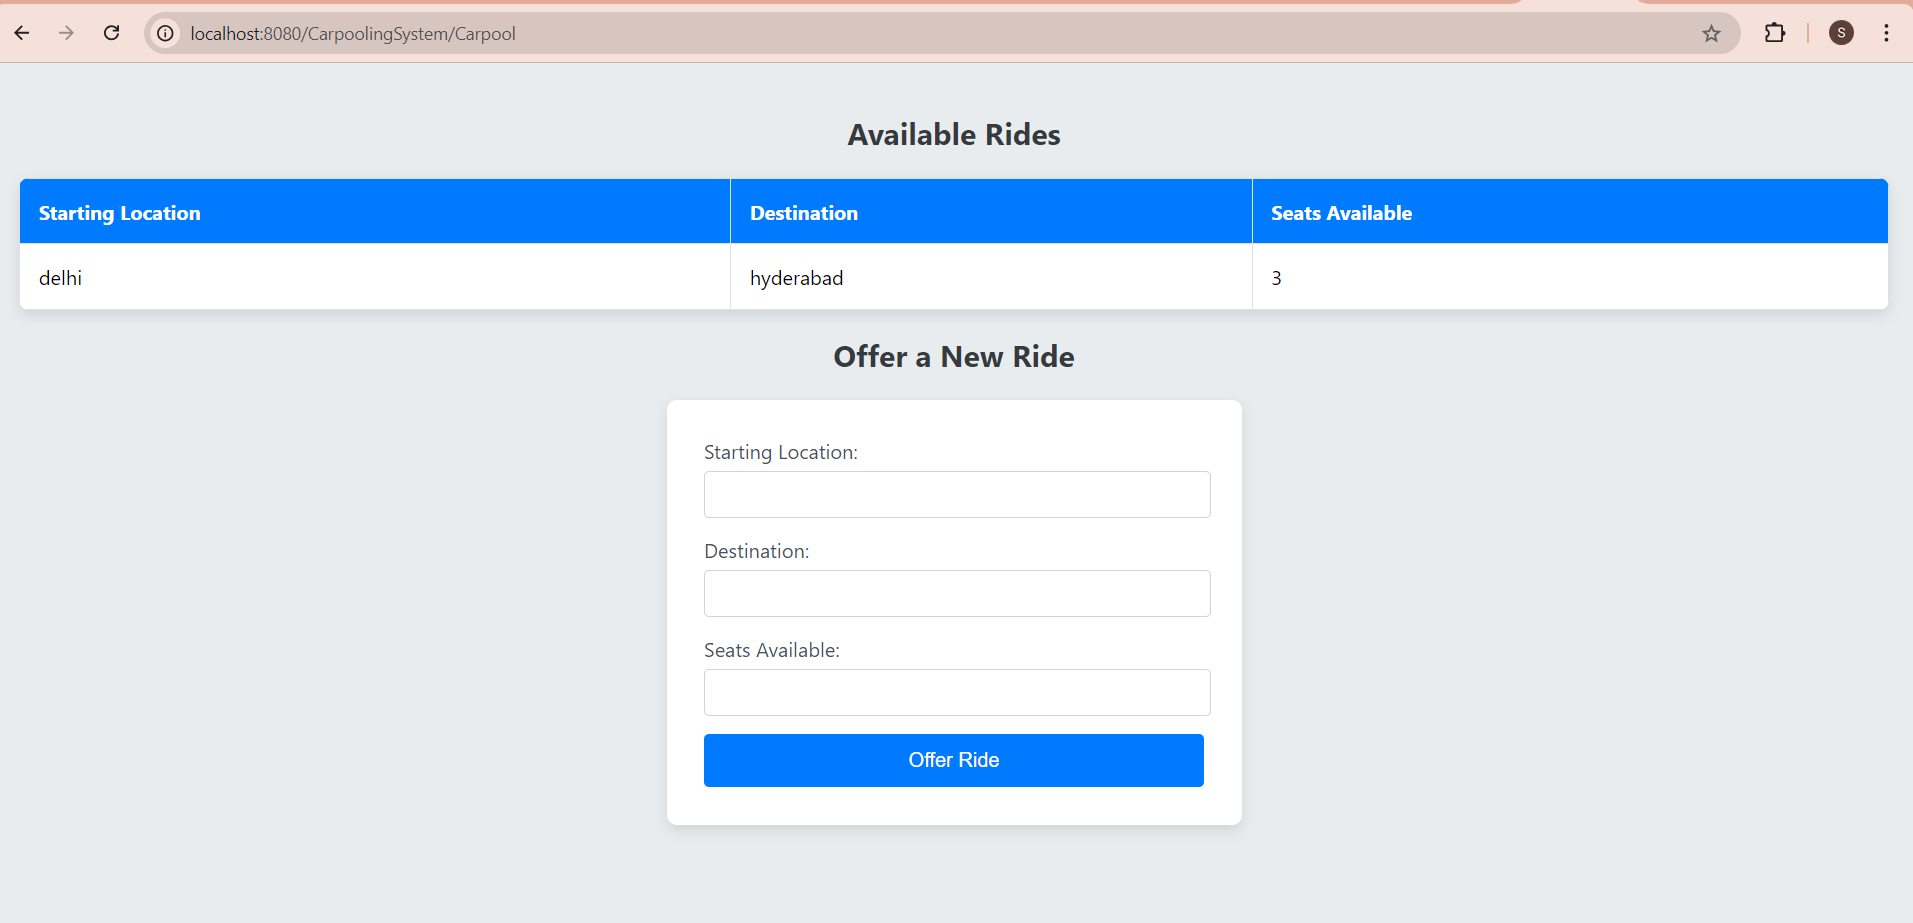 localhost:8080/CarpoolingSystem/Carpool
S
Available Rides
Starting Location Destination Seats Available
delhi hyderabad 3
Offer a New Ride
Starting Location:
Destination:
Seats Available:
Offer Ride